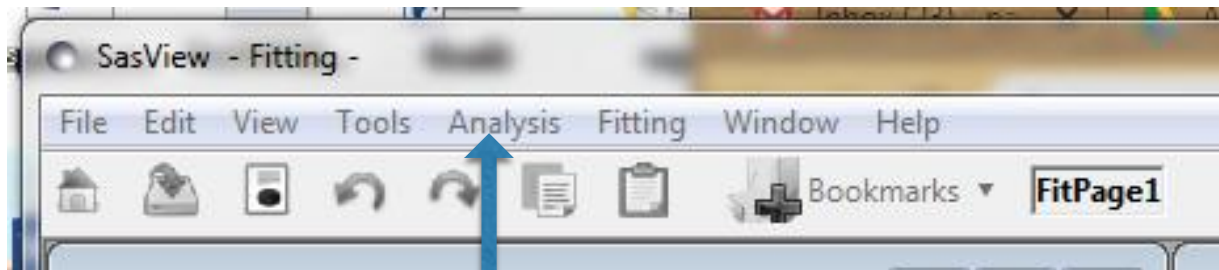 SasView - Fitting -
File Edit View Tools Analysis Fitting Window Help
Bookmarks FitPage1